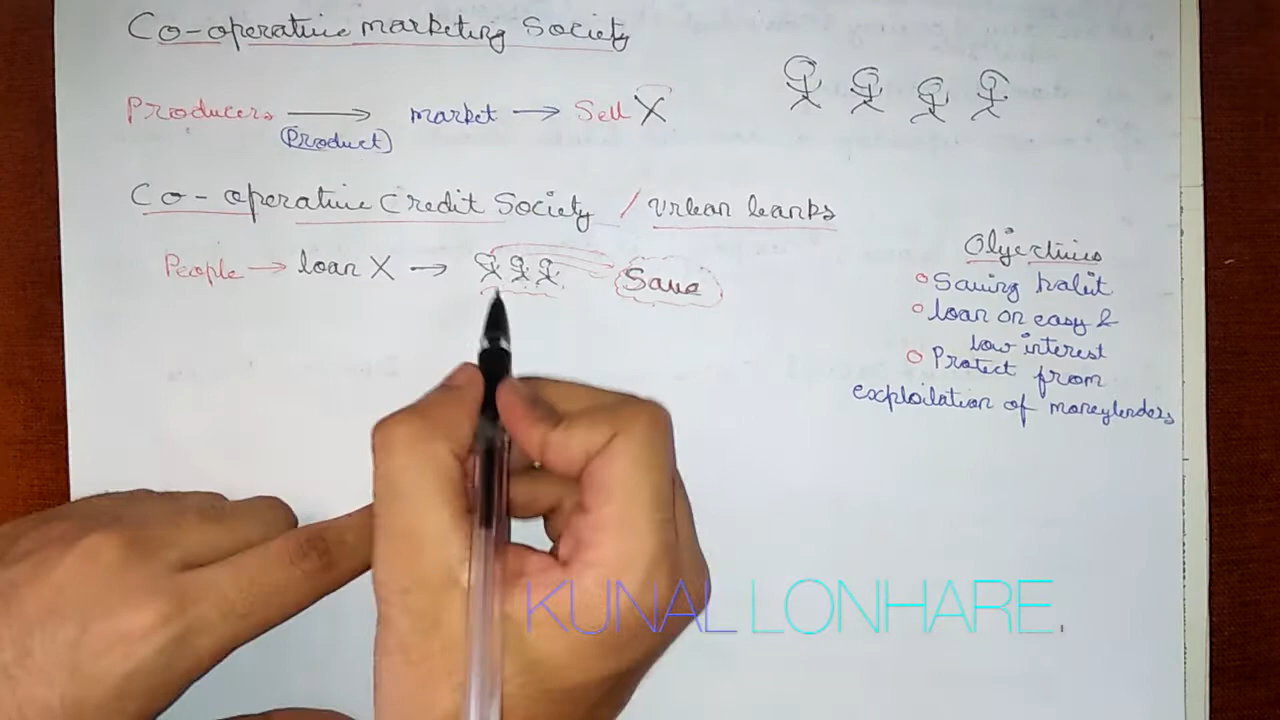 Co-operative marketing Society
Producers → market → Sell X
(Product)
Co-operative Credit Society / Urban banks
People → loan X → Save
Objectives
Saving habit
loan on easy &
low interest
Protect from
exploilation of moneylenders
KUNAL LONHARE